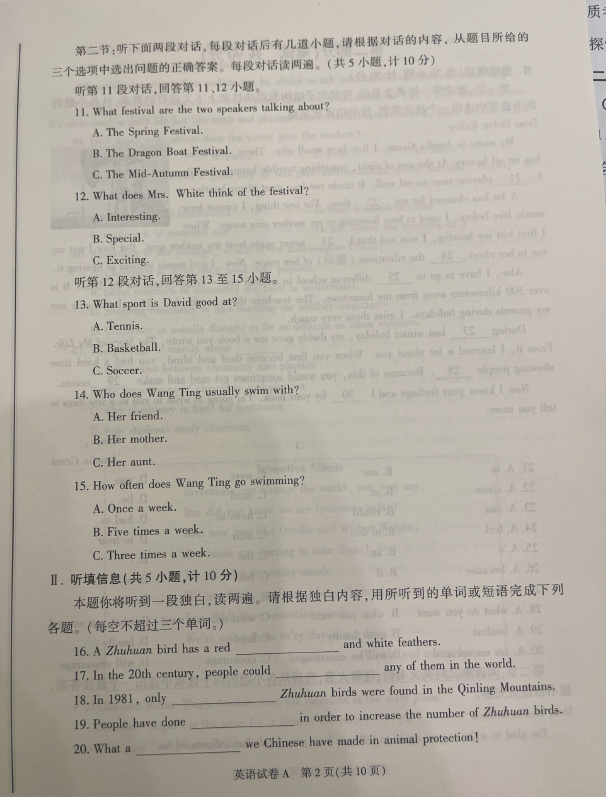 第二节:听下面两段对话,每段对话后有几道小题,请根据对话的内容,从题目所给的
三个选项中选出问题的正确答案。每段对话读两遍。(共5小题,计10分)
听第11段对话,回答第11、12小题。
11. What festival are the two speakers talking about?
A. The Spring Festival.
B. The Dragon Boat Festival.
C. The Mid-Autumn Festival.
12. What does Mrs. White think of the festival?
A. Interesting.
B. Special.
C. Exciting.
听第12段对话,回答第13至15小题。
13. What sport is David good at?
A. Tennis.
B. Basketball.
C. Soccer.
14. Who does Wang Ting usually swim with?
A. Her friend.
B. Her mother.
C. Her aunt.
15. How often does Wang Ting go swimming?
A. Once a week.
B. Five times a week.
C. Three times a week.
Ⅱ. 听填信息(共5小题,计10分)
本题你将听到一段独白,读两遍。请根据独白内容,用所听到的单词或短语完成下列
各题。(每空不超过三个单词。)
16. A Zhuhuan bird has a red ____________ and white feathers.
17. In the 20th century, people could ____________ any of them in the world.
18. In 1981, only ____________ Zhuhuan birds were found in the Qinling Mountains.
19. People have done ____________ in order to increase the number of Zhuhuan birds.
20. What a ____________ we Chinese have made in animal protection!
英语试卷A 第2页(共10页)
质
探